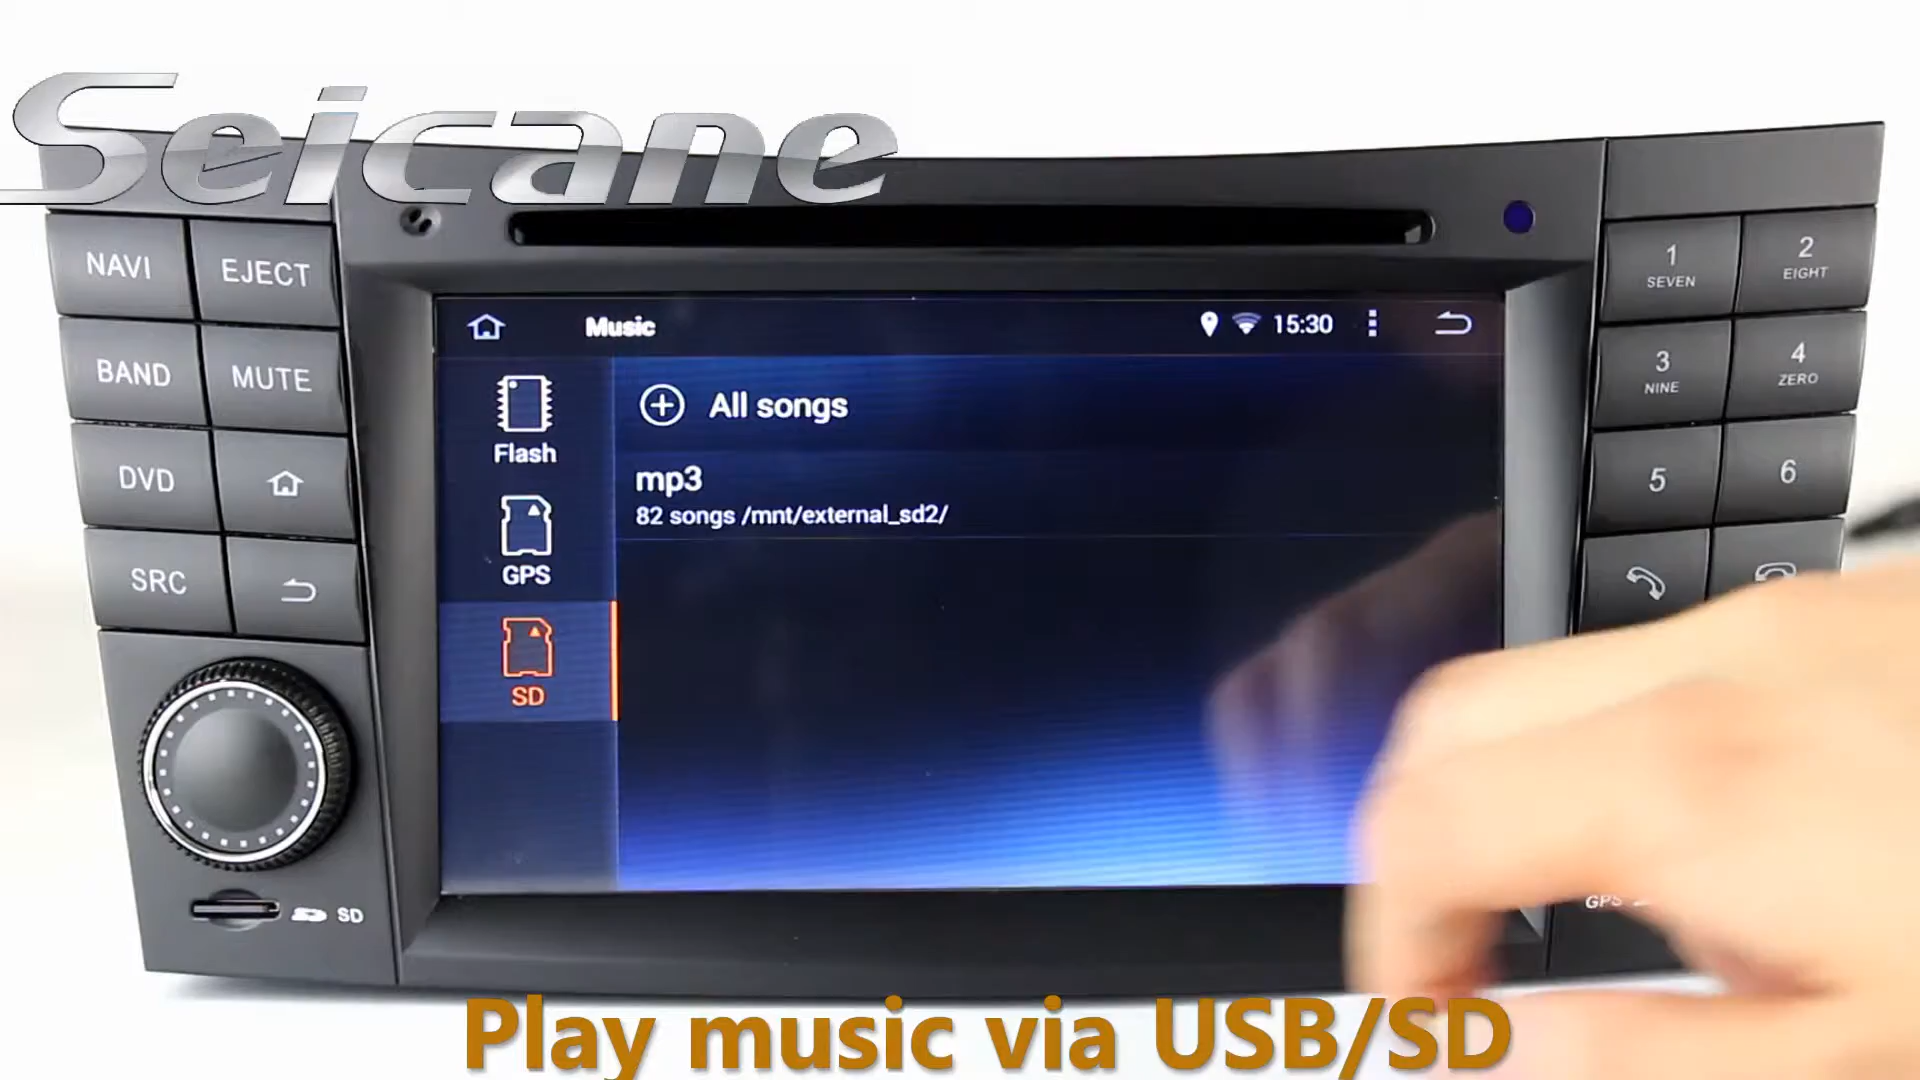 Seicane
NAVI
EJECT
BAND
MUTE
DVD
SRC
SD
Music
15:30
Flash
GPS
SD
All songs
mp3
82 songs /mnt/external_sd2/
1
SEVEN
2
EIGHT
3
NINE
4
ZERO
5
6
GPS
Play music via USB/SD